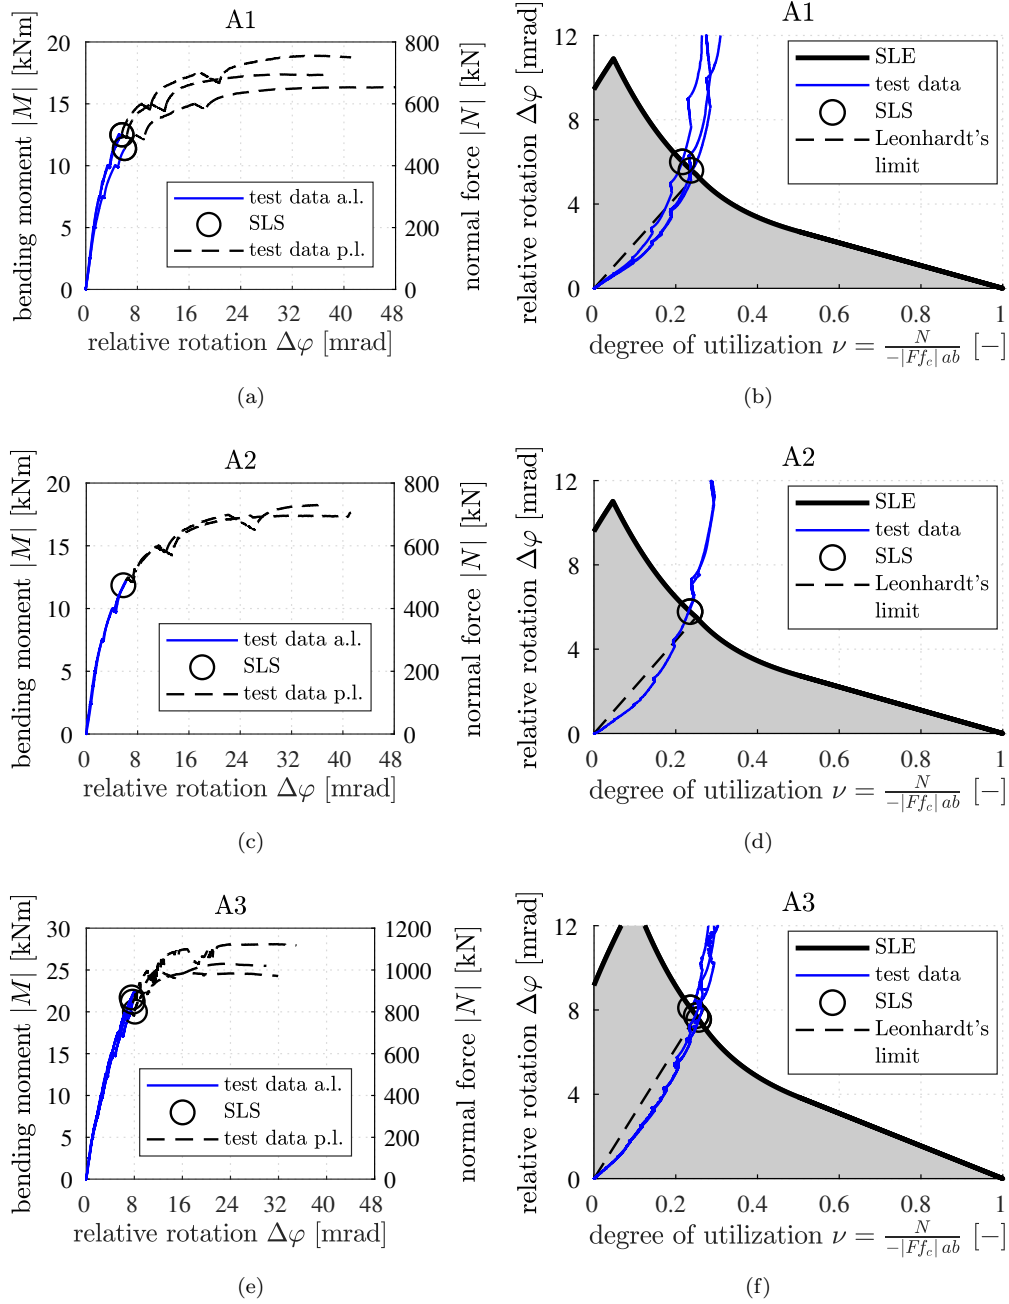 A1
bending moment |M| [kNm]
20
15
10
5
0
800
600
400
200
0
normal force |N| [kN]
test data a.l.
SLS
test data p.l.
0 8 16 24 32 40 48
relative rotation Δφ [mrad]
(a)
A1
relative rotation Δφ [mrad]
12
8
4
0
SLE
test data
SLS
Leonhardt's
limit
0 0.2 0.4 0.6 0.8 1
degree of utilization ν = N / −|Ff_c| ab [−]
(b)
A2
bending moment |M| [kNm]
20
15
10
5
0
800
600
400
200
0
normal force |N| [kN]
test data a.l.
SLS
test data p.l.
0 8 16 24 32 40 48
relative rotation Δφ [mrad]
(c)
A2
relative rotation Δφ [mrad]
12
8
4
0
SLE
test data
SLS
Leonhardt's
limit
0 0.2 0.4 0.6 0.8 1
degree of utilization ν = N / −|Ff_c| ab [−]
(d)
A3
bending moment |M| [kNm]
30
25
20
15
10
5
0
1200
1000
800
600
400
200
0
normal force |N| [kN]
test data a.l.
SLS
test data p.l.
0 8 16 24 32 40 48
relative rotation Δφ [mrad]
(e)
A3
relative rotation Δφ [mrad]
12
8
4
0
SLE
test data
SLS
Leonhardt's
limit
0 0.2 0.4 0.6 0.8 1
degree of utilization ν = N / −|Ff_c| ab [−]
(f)